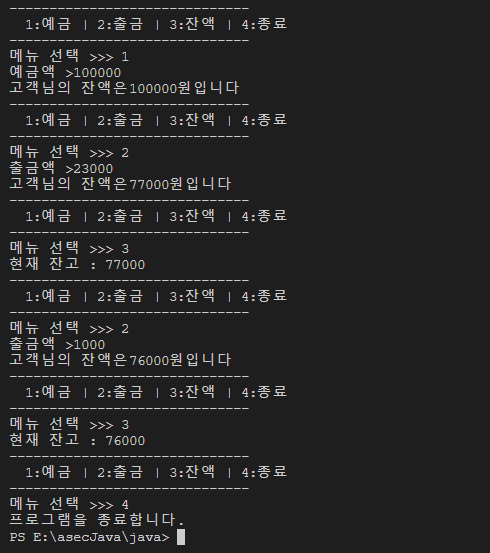 ------------------------------
1:예금 | 2:출금 | 3:잔액 | 4:종료
------------------------------
메뉴 선택 >>> 1
예금액 >100000
고객님의 잔액은100000원입니다
------------------------------
1:예금 | 2:출금 | 3:잔액 | 4:종료
------------------------------
메뉴 선택 >>> 2
출금액 >23000
고객님의 잔액은77000원입니다
------------------------------
1:예금 | 2:출금 | 3:잔액 | 4:종료
------------------------------
메뉴 선택 >>> 3
현재 잔고 : 77000
------------------------------
1:예금 | 2:출금 | 3:잔액 | 4:종료
------------------------------
메뉴 선택 >>> 2
출금액 >1000
고객님의 잔액은76000원입니다
------------------------------
1:예금 | 2:출금 | 3:잔액 | 4:종료
------------------------------
메뉴 선택 >>> 3
현재 잔고 : 76000
------------------------------
1:예금 | 2:출금 | 3:잔액 | 4:종료
------------------------------
메뉴 선택 >>> 4
프로그램을 종료합니다.
PS E:\asecJava\java>